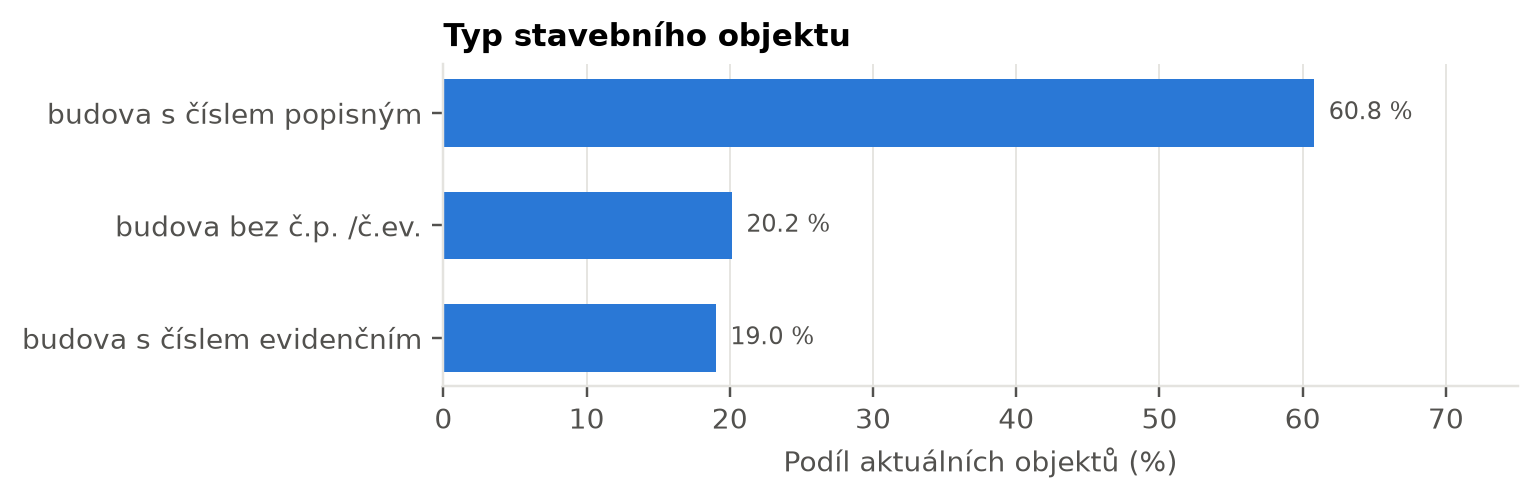 Typ stavebního objektu
budova s číslem popisným
60.8 %
budova bez č.p. /č.ev.
20.2 %
budova s číslem evidenčním
19.0 %
0 10 20 30 40 50 60 70
Podíl aktuálních objektů (%)